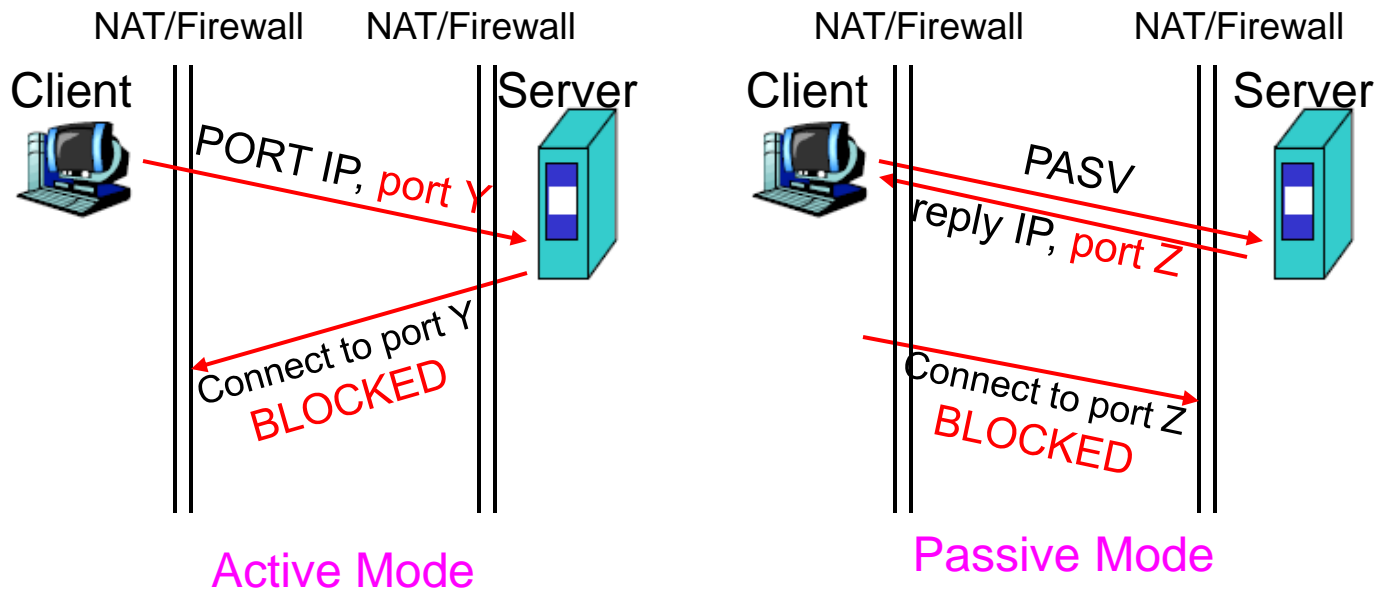 NAT/Firewall
NAT/Firewall
Client
Server
PORT IP, port Y
Connect to port Y
BLOCKED
Active Mode
NAT/Firewall
NAT/Firewall
Client
Server
PASV
reply IP, port Z
Connect to port Z
BLOCKED
Passive Mode